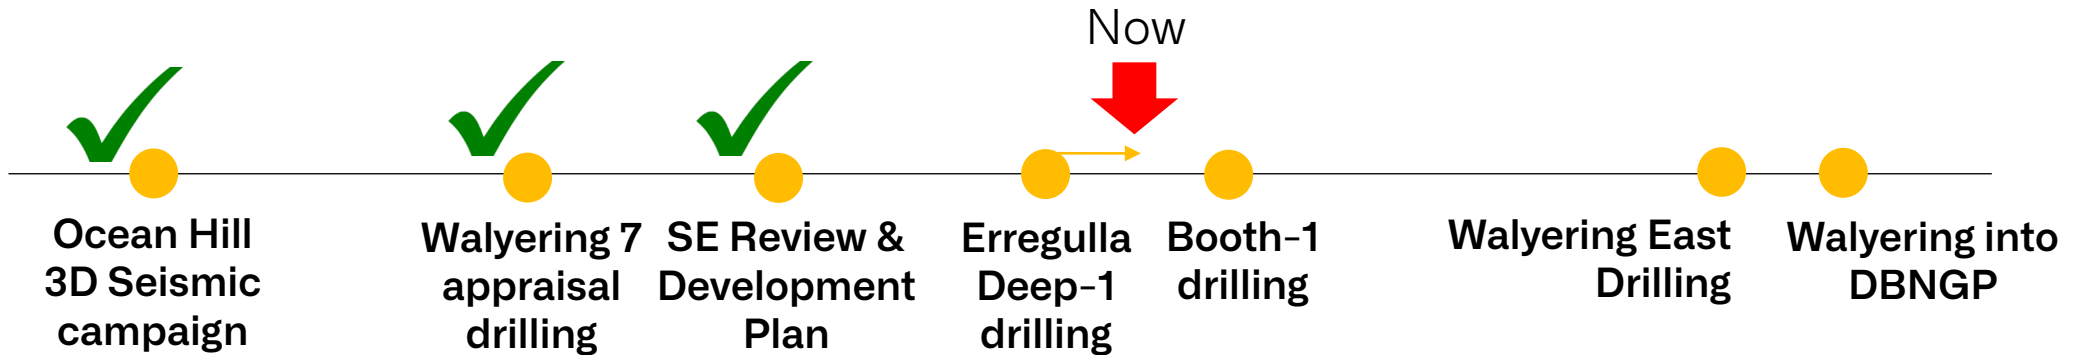 Now
Ocean Hill
3D Seismic
campaign
Walyering 7
appraisal
drilling
SE Review &
Development
Plan
Erregulla
Deep-1
drilling
Booth-1
drilling
Walyering East
Drilling
Walyering into
DBNGP